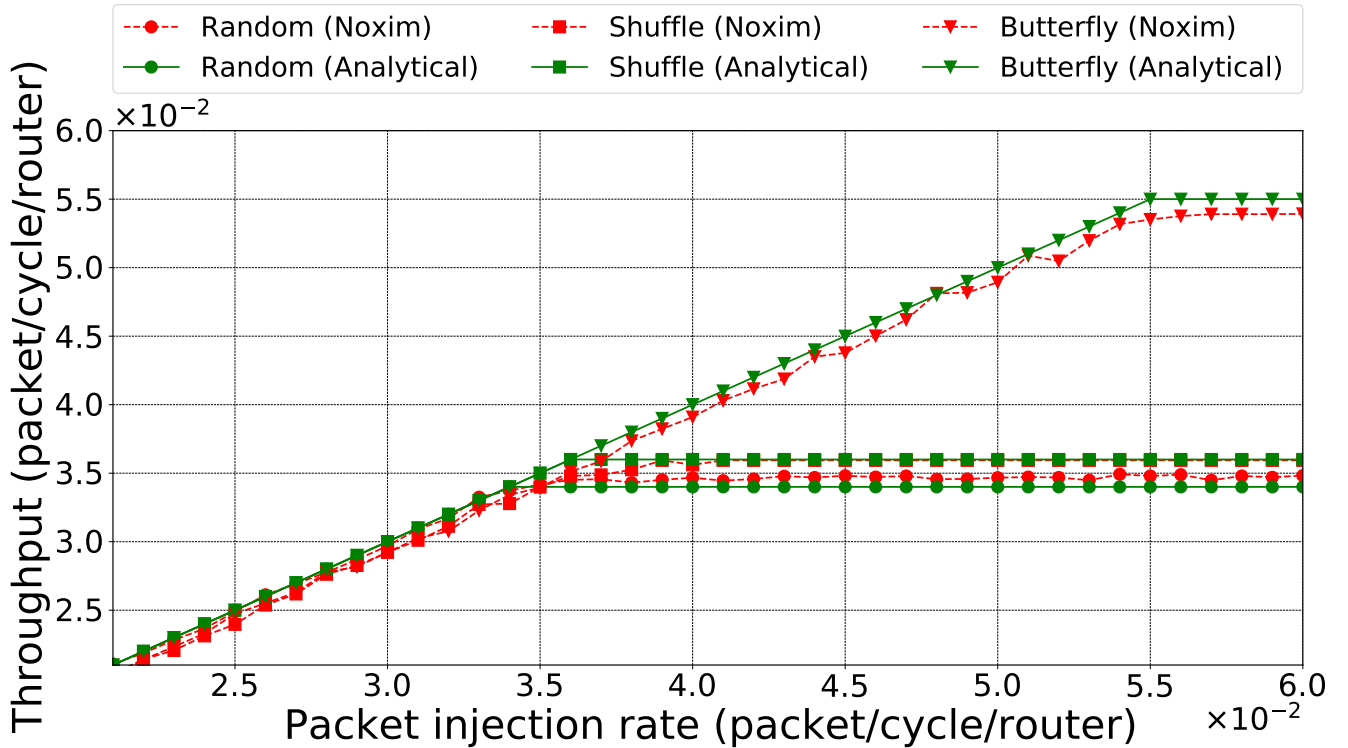 Random (Noxim) Shuffle (Noxim) Butterfly (Noxim)
Random (Analytical) Shuffle (Analytical) Butterfly (Analytical)
×10⁻²
6.0
5.5
5.0
4.5
4.0
3.5
3.0
2.5
Throughput (packet/cycle/router)
2.5 3.0 3.5 4.0 4.5 5.0 5.5 6.0
Packet injection rate (packet/cycle/router)
×10⁻²